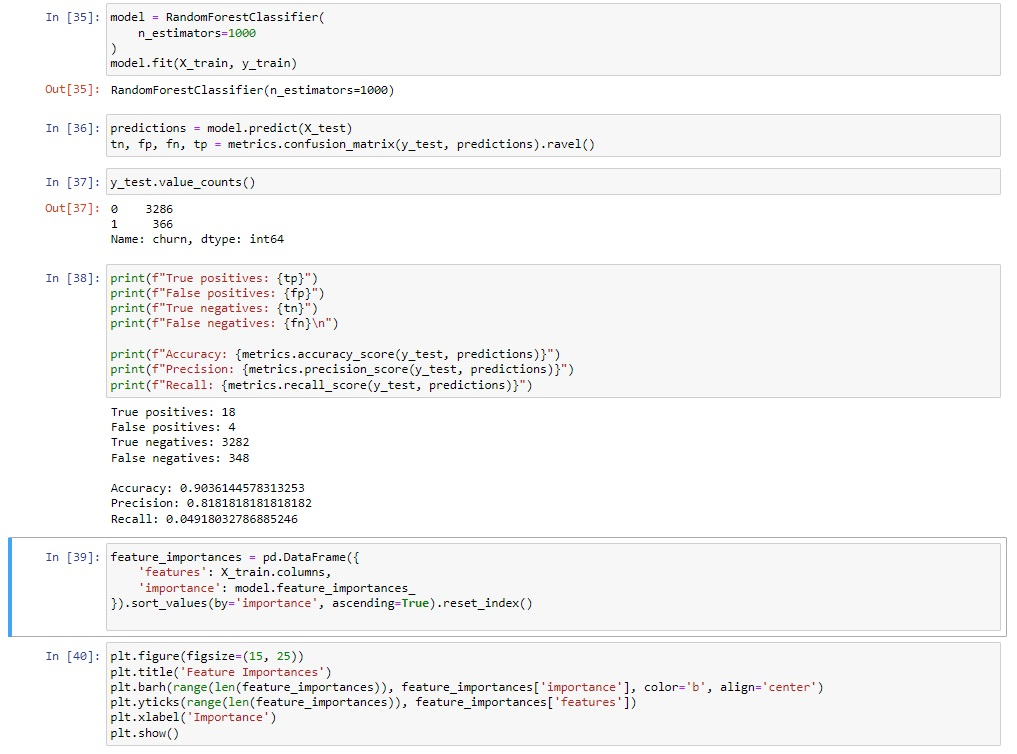 In [35]: model = RandomForestClassifier(
    n_estimators=1000
)
model.fit(X_train, y_train)
Out[35]: RandomForestClassifier(n_estimators=1000)
In [36]: predictions = model.predict(X_test)
tn, fp, fn, tp = metrics.confusion_matrix(y_test, predictions).ravel()
In [37]: y_test.value_counts()
Out[37]: 0    3286
1     366
Name: churn, dtype: int64
In [38]: print(f"True positives: {tp}")
print(f"False positives: {fp}")
print(f"True negatives: {tn}")
print(f"False negatives: {fn}\n")
print(f"Accuracy: {metrics.accuracy_score(y_test, predictions)}")
print(f"Precision: {metrics.precision_score(y_test, predictions)}")
print(f"Recall: {metrics.recall_score(y_test, predictions)}")
True positives: 18
False positives: 4
True negatives: 3282
False negatives: 348
Accuracy: 0.9036144578313253
Precision: 0.8181818181818182
Recall: 0.04918032786885246
In [39]: feature_importances = pd.DataFrame({
    'features': X_train.columns,
    'importance': model.feature_importances_
}).sort_values(by='importance', ascending=True).reset_index()
In [40]: plt.figure(figsize=(15, 25))
plt.title('Feature Importances')
plt.barh(range(len(feature_importances)), feature_importances['importance'], color='b', align='center')
plt.yticks(range(len(feature_importances)), feature_importances['features'])
plt.xlabel('Importance')
plt.show()